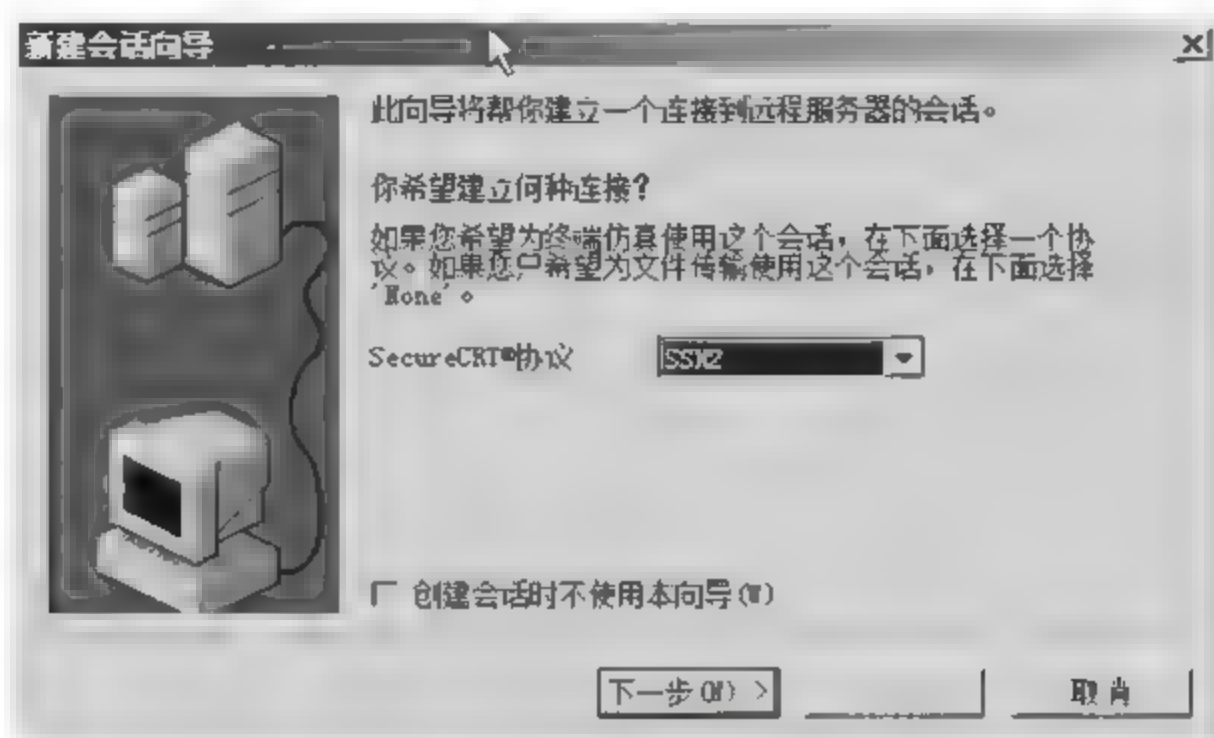 新建会话向导
此向导将帮你建立一个连接到远程服务器的会话。
你希望建立何种连接?
如果您希望为终端仿真使用这个会话,在下面选择一个协
议。如果您只希望为文件传输使用这个会话,在下面选择
'None'。
SecureCRT®协议 SSH2
创建会话时不使用本向导(W)
下一步(N) > 取消